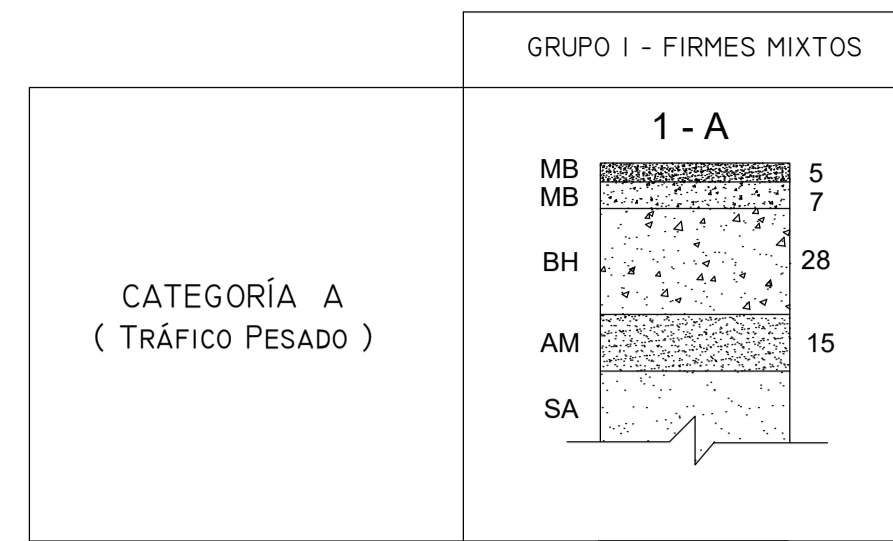 GRUPO I - FIRMES MIXTOS
CATEGORÍA A
( TRÁFICO PESADO )
1 - A
MB 5
MB 7
BH 28
AM 15
SA